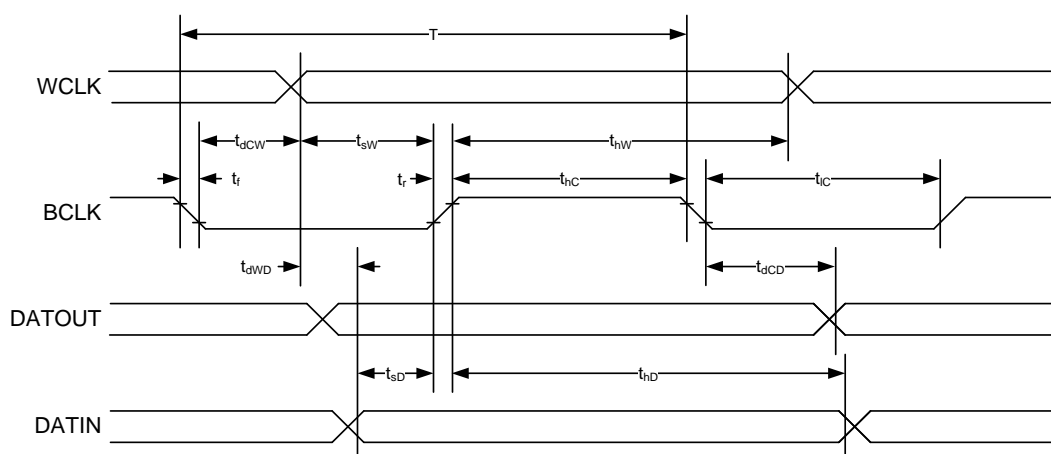 T
WCLK
tdCW
tsW
thW
tf
tr
thC
tlC
BCLK
tdWD
tdCD
DATOUT
tsD
thD
DATIN